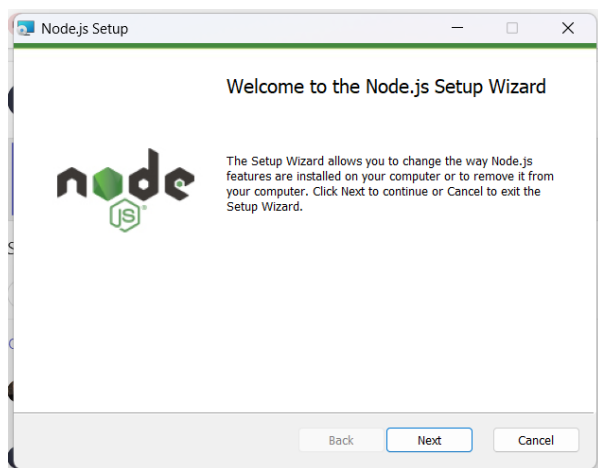 Node.js Setup
Welcome to the Node.js Setup Wizard
node
JS
The Setup Wizard allows you to change the way Node.js
features are installed on your computer or to remove it from
your computer. Click Next to continue or Cancel to exit the
Setup Wizard.
Back
Next
Cancel